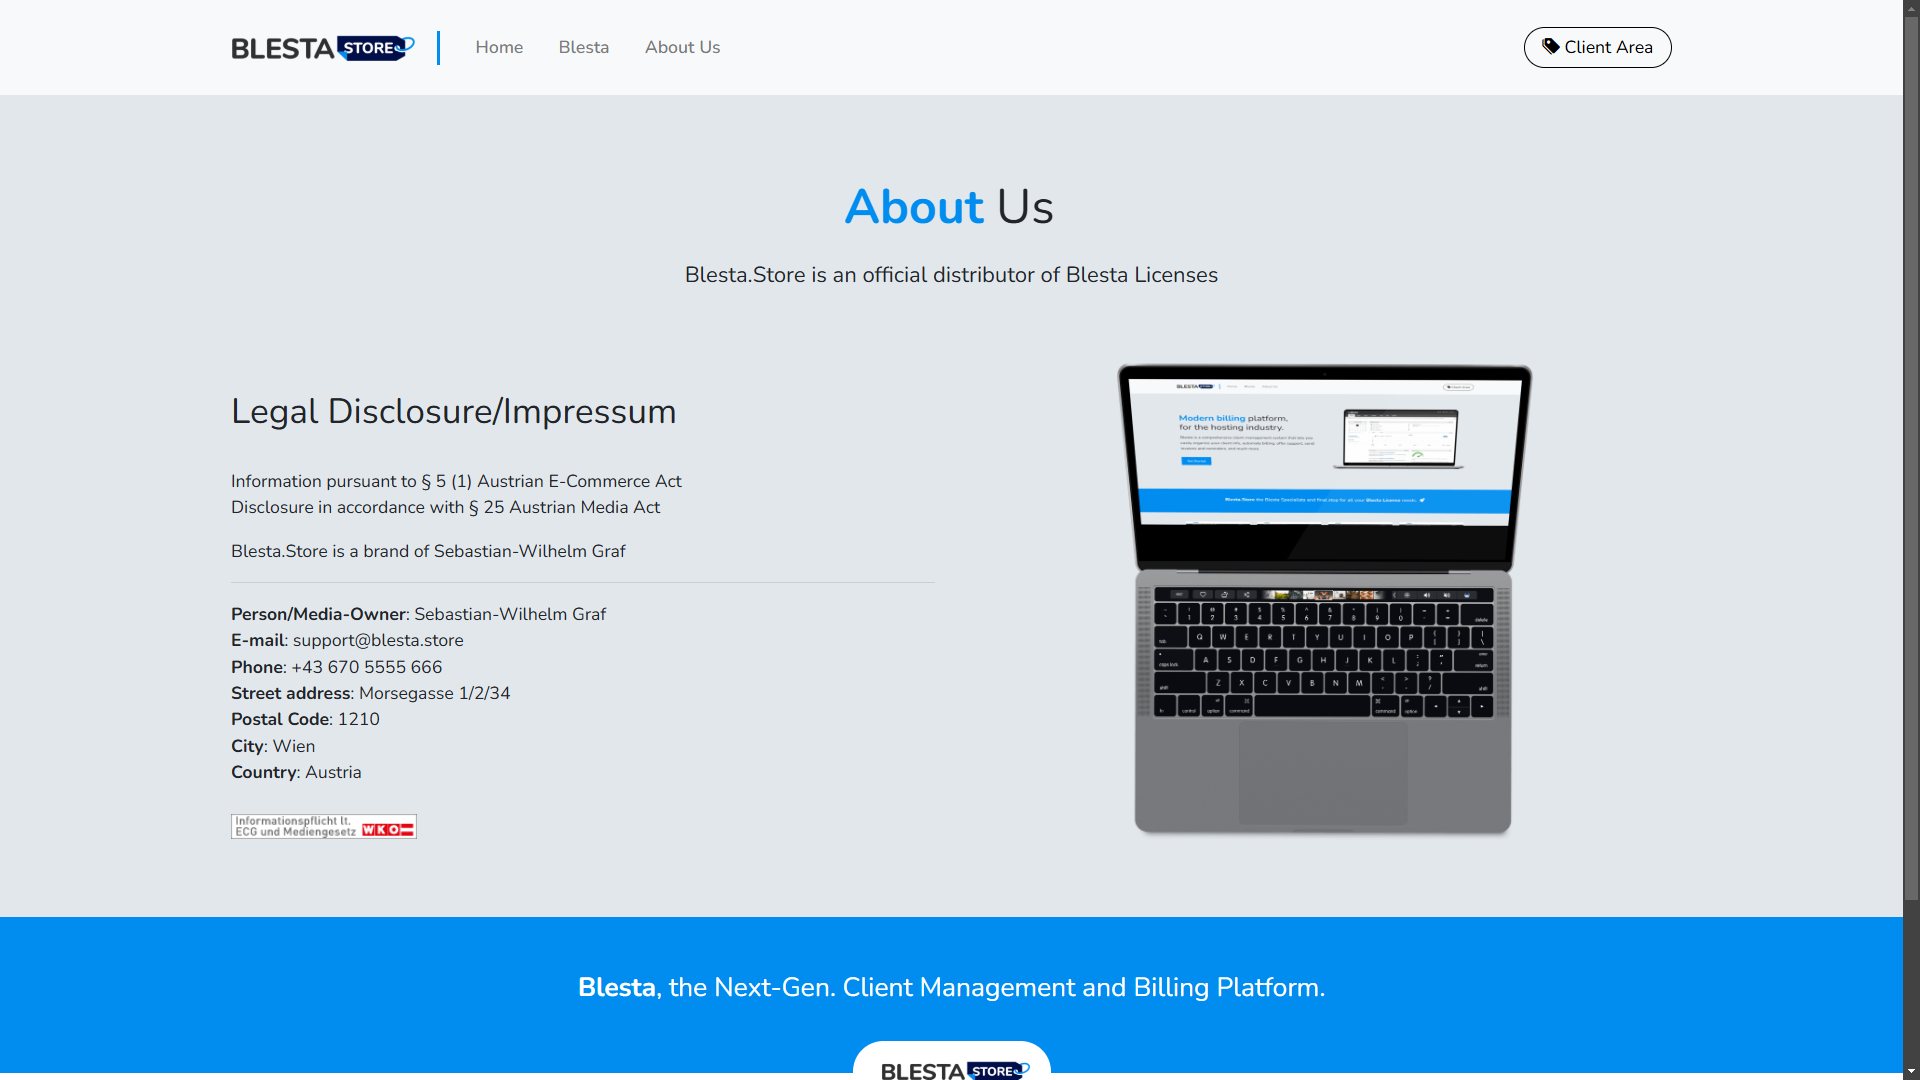 BLESTA STORE
Home
Blesta
About Us
Client Area
About Us
Blesta.Store is an official distributor of Blesta Licenses
Legal Disclosure/Impressum
Information pursuant to § 5 (1) Austrian E-Commerce Act
Disclosure in accordance with § 25 Austrian Media Act
Blesta.Store is a brand of Sebastian-Wilhelm Graf
Person/Media-Owner: Sebastian-Wilhelm Graf
E-mail: support@blesta.store
Phone: +43 670 5555 666
Street address: Morsegasse 1/2/34
Postal Code: 1210
City: Wien
Country: Austria
Informationspflicht lt.
ECG und Mediengesetz WKO
BLESTA STORE
Modern billing platform,
for the hosting industry.
Blesta, the Next-Gen. Client Management and Billing Platform.
BLESTA STORE